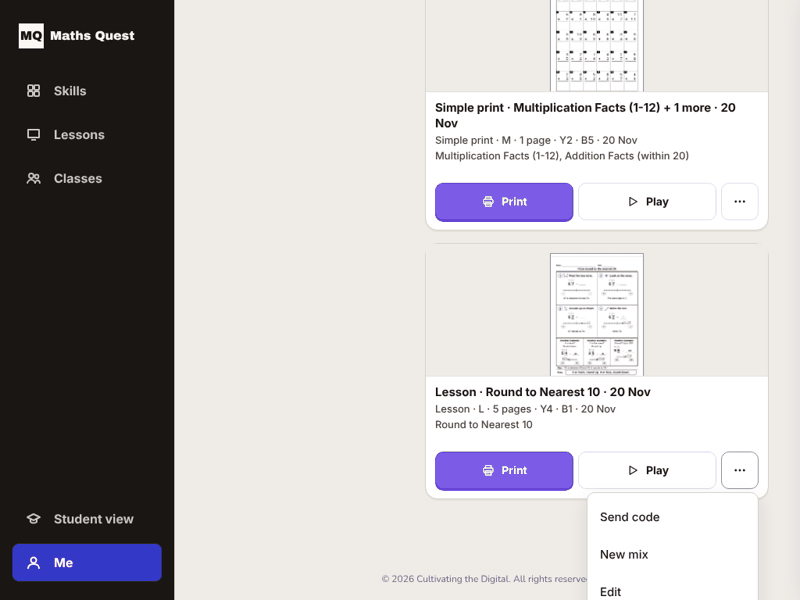 MQ Maths Quest
Skills
Lessons
Classes
Student view
Me
Simple print · Multiplication Facts (1-12) + 1 more · 20
Nov
Simple print · M · 1 page · Y2 · B5 · 20 Nov
Multiplication Facts (1-12), Addition Facts (within 20)
Print
Play
Lesson · Round to Nearest 10 · 20 Nov
Lesson · L · 5 pages · Y4 · B1 · 20 Nov
Round to Nearest 10
Print
Play
Send code
New mix
Edit
© 2026 Cultivating the Digital. All rights